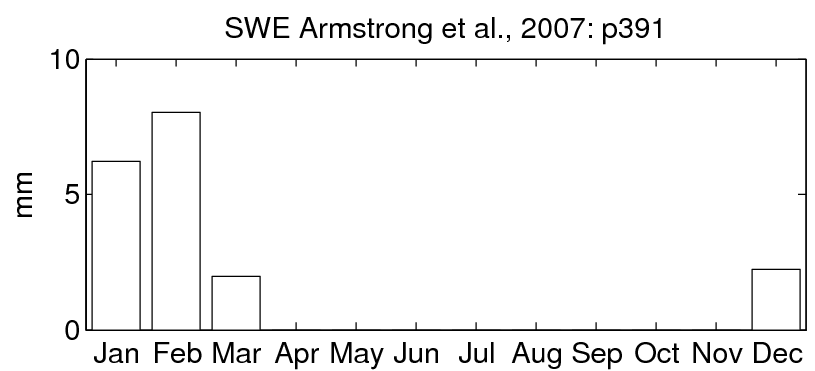 SWE Armstrong et al., 2007: p391
10
5
0
mm
Jan Feb Mar Apr May Jun Jul Aug Sep Oct Nov Dec